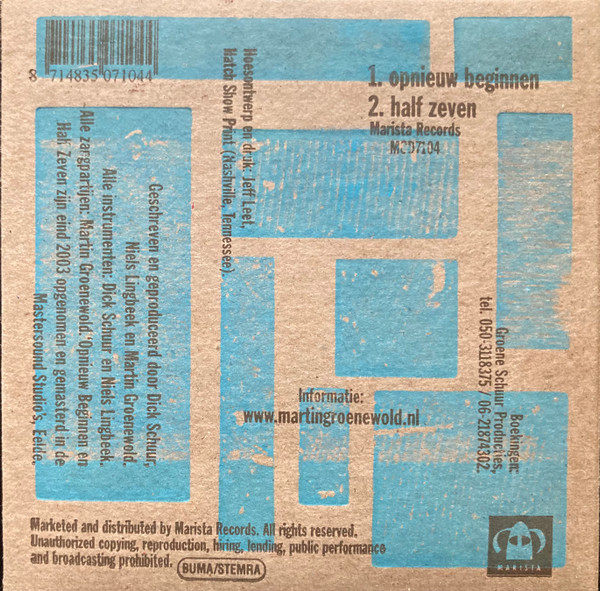 8 714835 071044
1. opnieuw beginnen
2. half zeven
Marista Records
MCD7104
Hoesontwerp en druk: Jeff Leet,
Hatch Show Print (Nashville, Tennessee).
Geschreven en geproduceerd door Dick Schuur,
Niels Lingbeek en Martin Groenewold.
Alle instrumenten: Dick Schuur en Niels Lingbeek.
Alle zangpartijen: Martin Groenewold. 'Opnieuw Beginnen en
Half Zeven zijn eind 2003 opgenomen en gemasterd in de
Mastersound Studio's, Eelde.
Boekingen:
Groene Schuur Producties,
tel. 050-3118375 / 06-21874302.
Informatie:
www.martingroenewold.nl
Marketed and distributed by Marista Records. All rights reserved.
Unauthorized copying, reproduction, hiring, lending, public performance
and broadcasting prohibited. BUMA/STEMRA
MARISTA